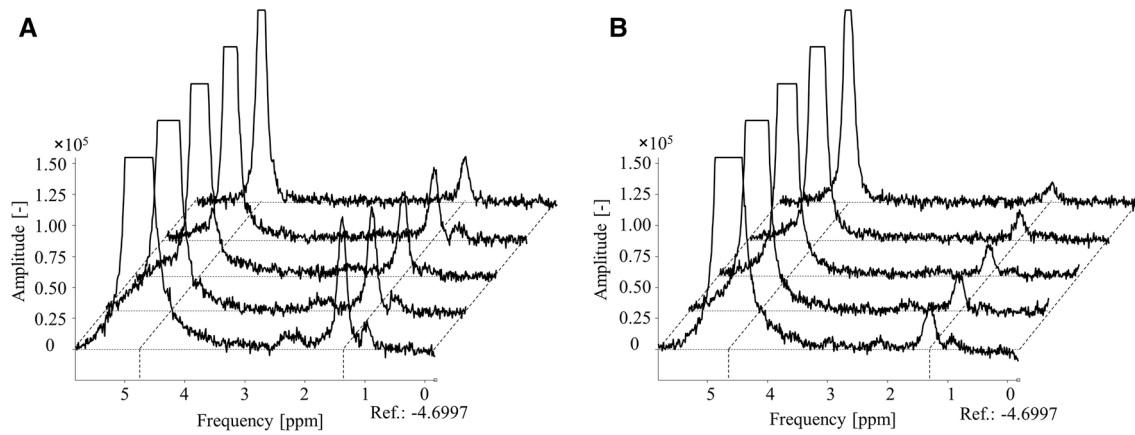 A
×10⁵
1.50
1.25
1.00
0.75
0.50
0.25
0
Amplitude [-]
5 4 3 2 1 0
Frequency [ppm]
Ref.: -4.6997
B
×10⁵
1.50
1.25
1.00
0.75
0.50
0.25
0
Amplitude [-]
5 4 3 2 1 0
Frequency [ppm]
Ref.: -4.6997